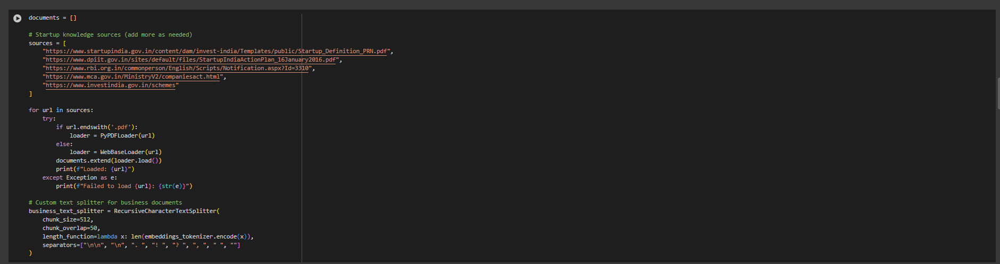 documents = []
# Startup knowledge sources (add more as needed)
sources = [
"https://www.startupindia.gov.in/content/dam/invest-india/Templates/public/Startup_Definition_PRN.pdf",
"https://www.dpiit.gov.in/sites/default/files/StartupIndiaActionPlan_16January2016.pdf",
"https://www.rbi.org.in/commonperson/English/Scripts/Notification.aspx?Id=3310",
"https://www.mca.gov.in/MinistryV2/companiesact.html",
"https://www.investindia.gov.in/schemes"
]
for url in sources:
try:
if url.endswith('.pdf'):
loader = PyPDFLoader(url)
else:
loader = WebBaseLoader(url)
documents.extend(loader.load())
print(f"Loaded: {url}")
except Exception as e:
print(f"Failed to load {url}: {str(e)}")
# Custom text splitter for business documents
business_text_splitter = RecursiveCharacterTextSplitter(
chunk_size=512,
chunk_overlap=50,
length_function=lambda x: len(embeddings_tokenizer.encode(x)),
separators=["\n\n", "\n", ". ", "! ", "? ", ", ", " ", ""]
)